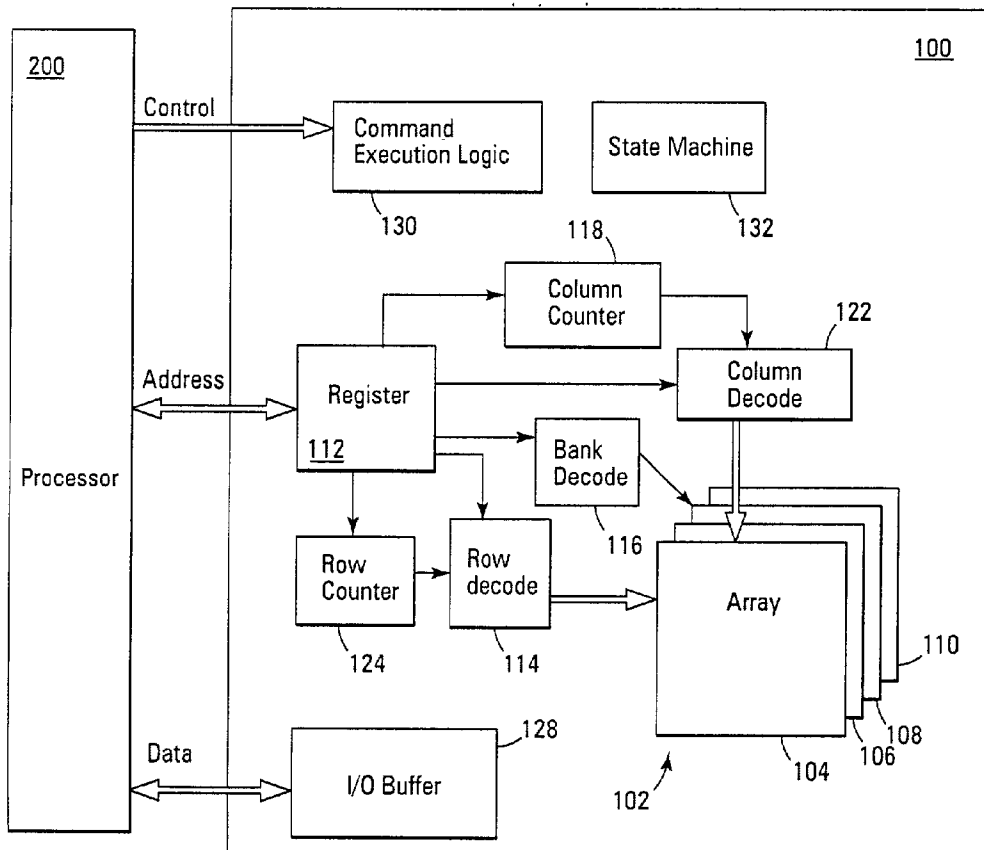 200
100
Control
Command
Execution Logic
State Machine
130
132
118
Column
Counter
122
Address
Register
112
Column
Decode
Processor
Bank
Decode
116
Row
Counter
Row
decode
Array
124
114
110
108
106
104
102
Data
128
I/O Buffer